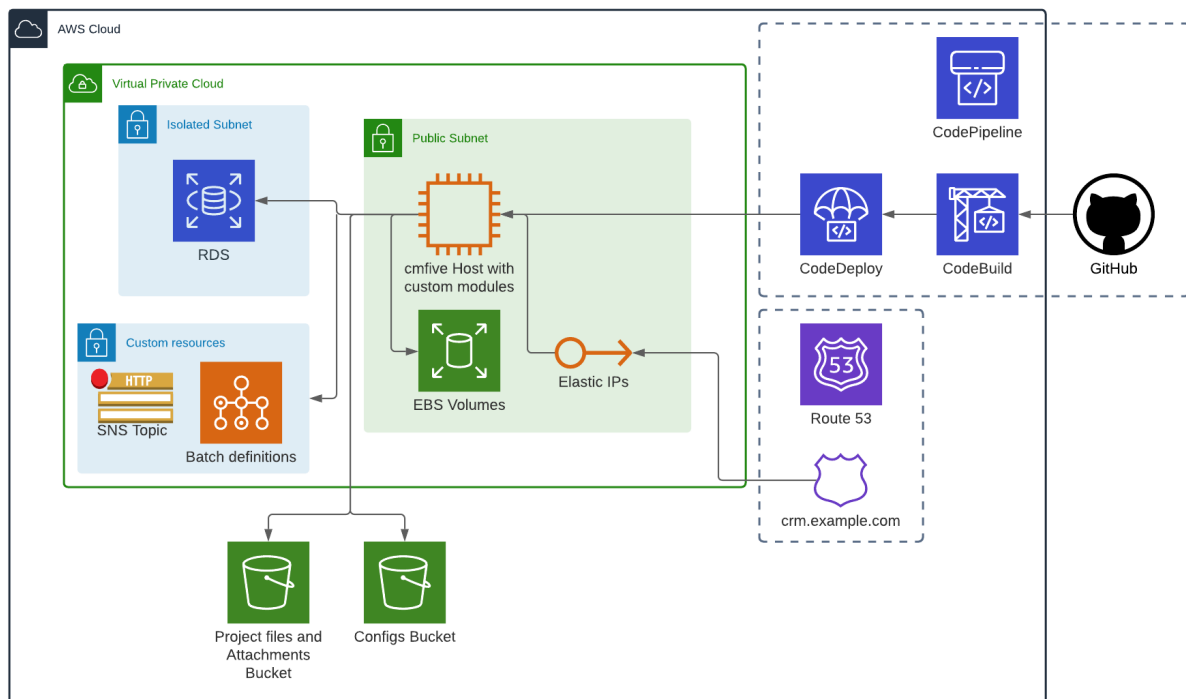 AWS Cloud
Virtual Private Cloud
Isolated Subnet
RDS
Public Subnet
cmfive Host with
custom modules
EBS Volumes
Elastic IPs
Custom resources
HTTP
SNS Topic
Batch definitions
CodePipeline
CodeDeploy
CodeBuild
GitHub
53
Route 53
crm.example.com
Project files and
Attachments
Bucket
Configs Bucket